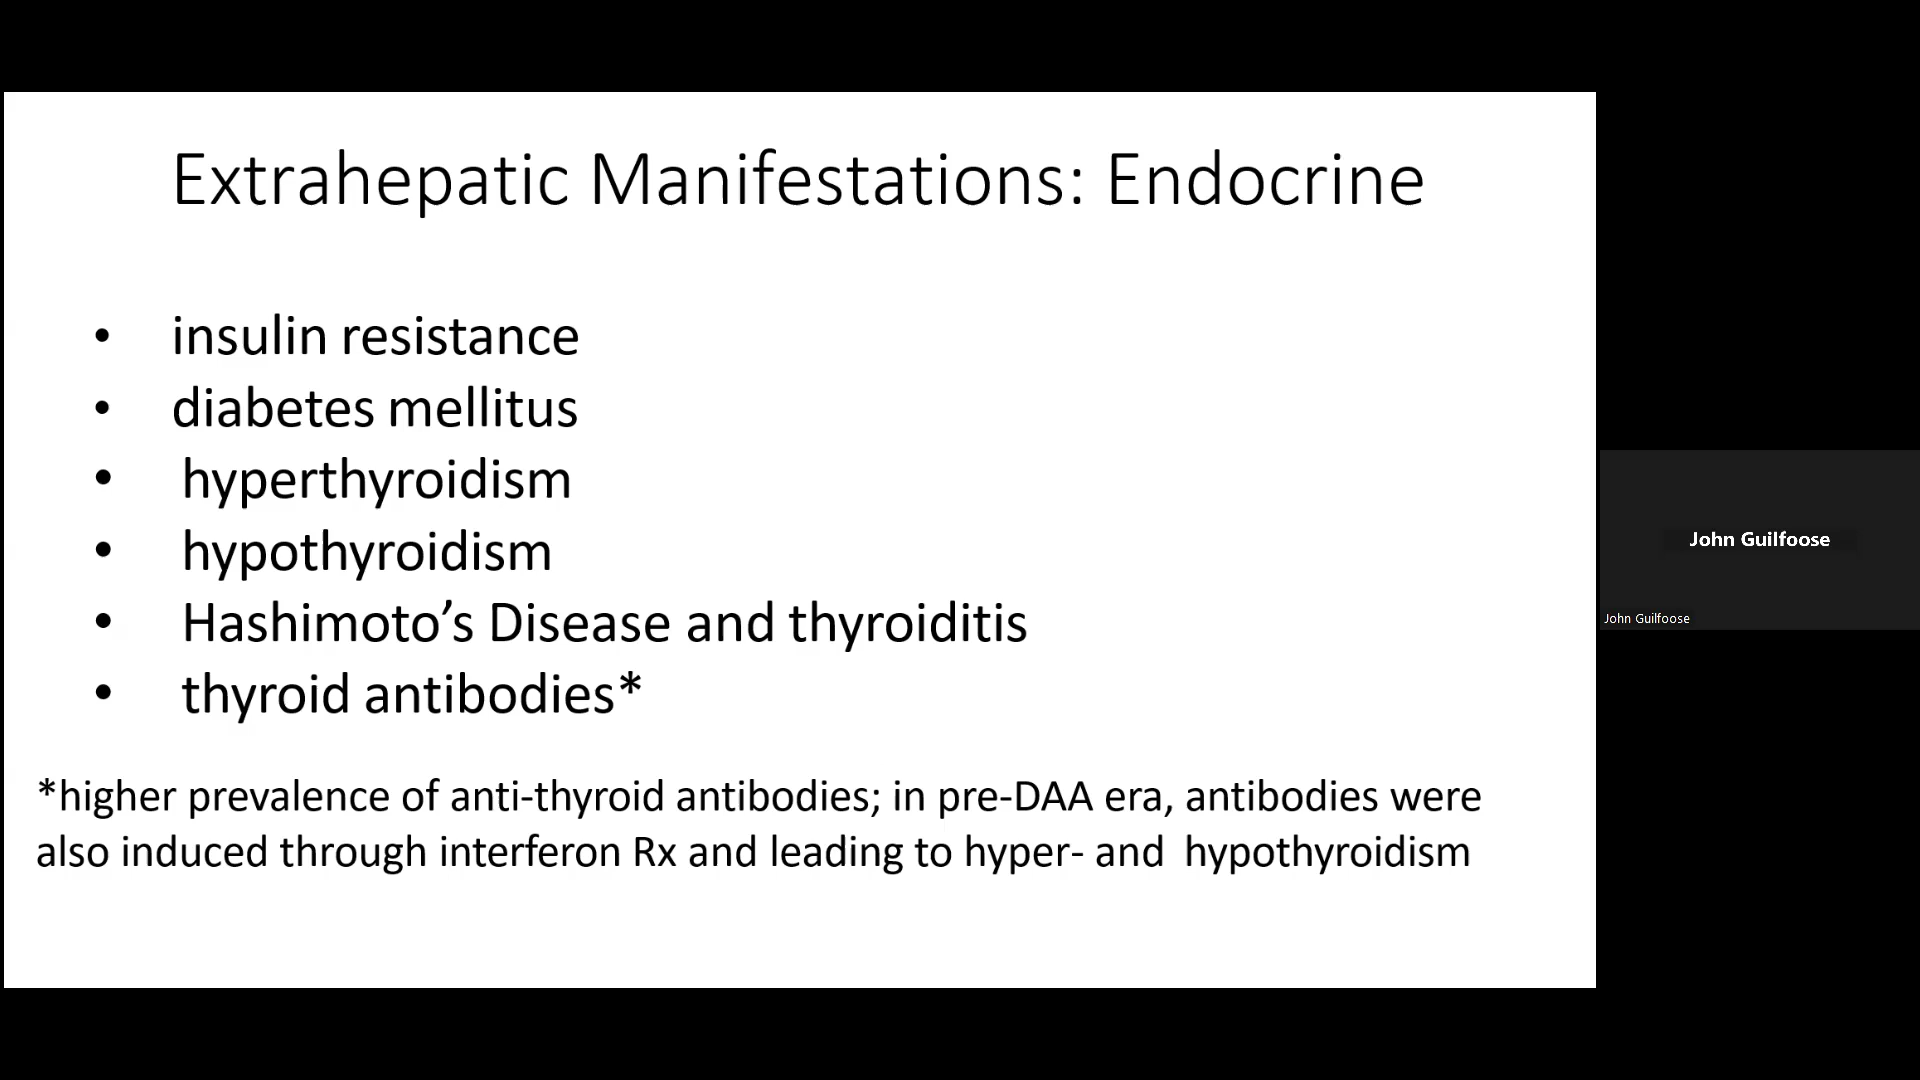 Extrahepatic Manifestations: Endocrine
• insulin resistance
• diabetes mellitus
• hyperthyroidism
• hypothyroidism
• Hashimoto’s Disease and thyroiditis
• thyroid antibodies*
*higher prevalence of anti-thyroid antibodies; in pre-DAA era, antibodies were
also induced through interferon Rx and leading to hyper- and hypothyroidism
John Guilfoose
John Guilfoose